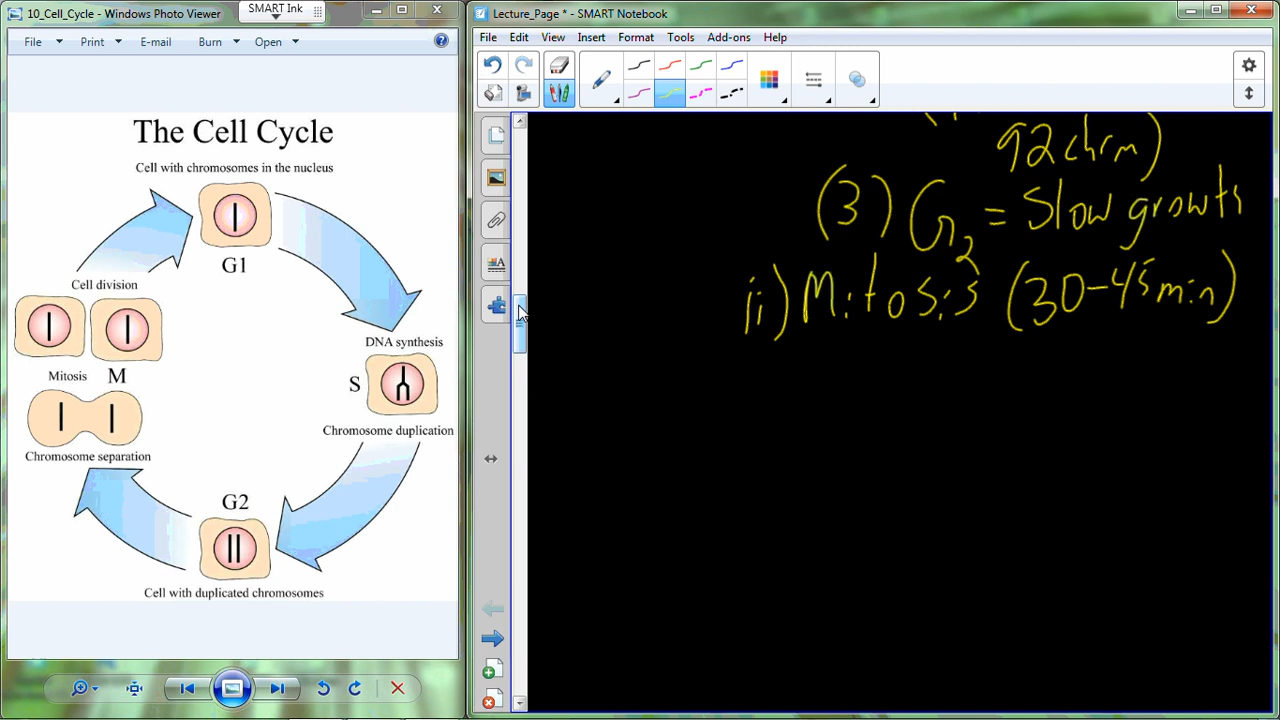 10_Cell_Cycle - Windows Photo Viewer
SMART Ink
File Print E-mail Burn Open
The Cell Cycle
Cell with chromosomes in the nucleus
G1
Cell division
DNA synthesis
S
Mitosis M
Chromosome duplication
Chromosome separation
G2
Cell with duplicated chromosomes
Lecture_Page * - SMART Notebook
File Edit View Insert Format Tools Add-ons Help
92 chrm)
(3) G2 = Slow growth
ii) Mitosis (30-45min)